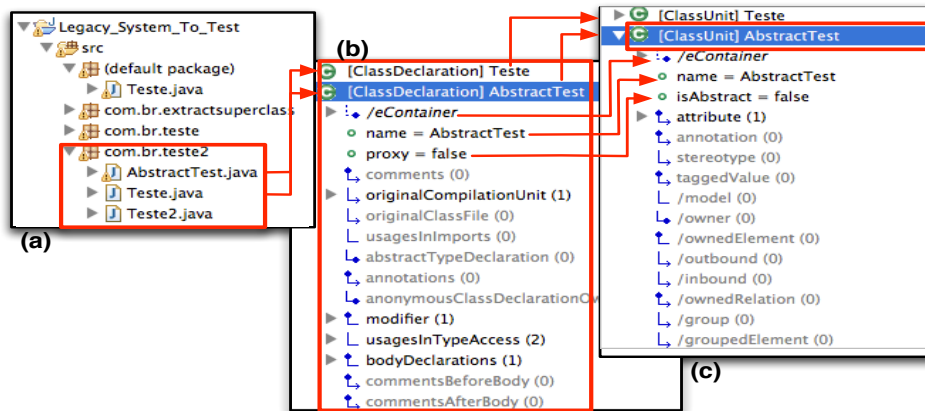 Legacy_System_To_Test
src
(default package)
Teste.java
com.br.extractsuperclass
com.br.teste
com.br.teste2
AbstractTest.java
Teste.java
Teste2.java
(a)
(b)
[ClassDeclaration] Teste
[ClassDeclaration] AbstractTest
/eContainer
name = AbstractTest
proxy = false
comments (0)
originalCompilationUnit (1)
originalClassFile (0)
usagesInImports (0)
abstractTypeDeclaration (0)
annotations (0)
anonymousClassDeclarationOw
modifier (1)
usagesInTypeAccess (2)
bodyDeclarations (1)
commentsBeforeBody (0)
commentsAfterBody (0)
[ClassUnit] Teste
[ClassUnit] AbstractTest
/eContainer
name = AbstractTest
isAbstract = false
attribute (1)
annotation (0)
stereotype (0)
taggedValue (0)
/model (0)
/owner (0)
/ownedElement (0)
/outbound (0)
/inbound (0)
/ownedRelation (0)
/group (0)
/groupedElement (0)
(c)